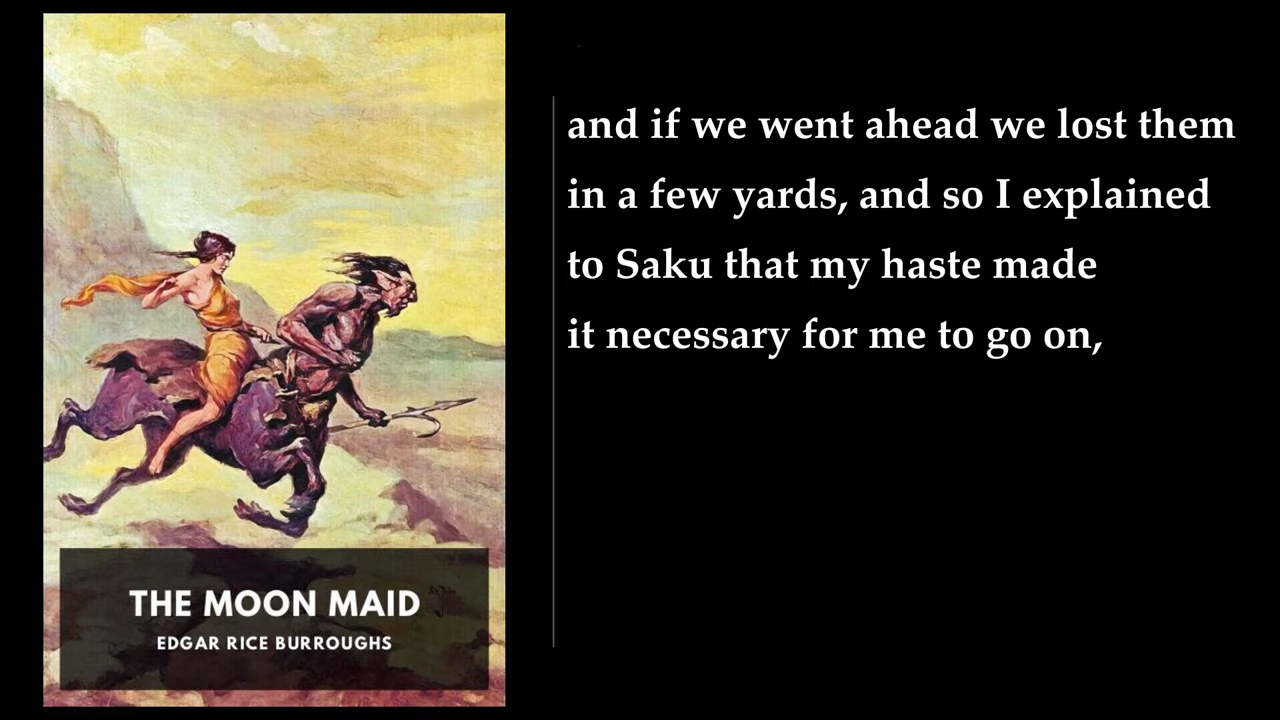 THE MOON MAID
EDGAR RICE BURROUGHS
and if we went ahead we lost them
in a few yards, and so I explained
to Saku that my haste made
it necessary for me to go on,